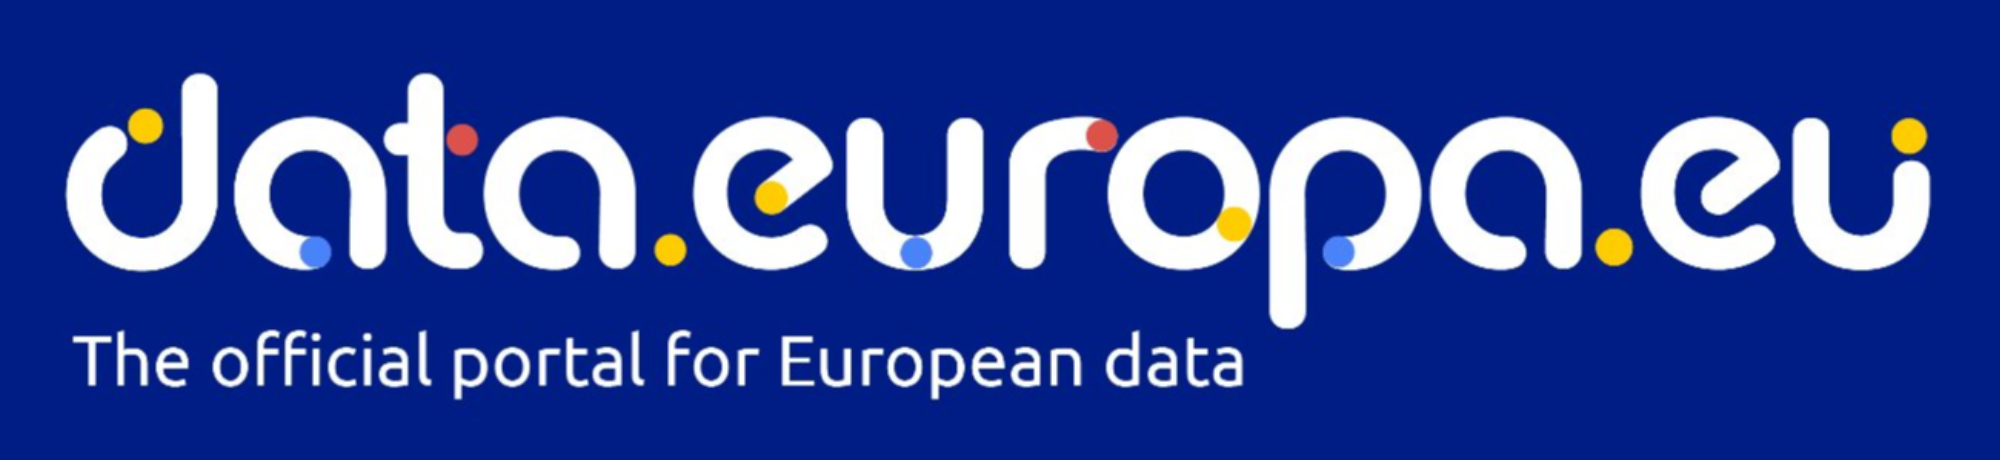 data.europa.eu
The official portal for European data